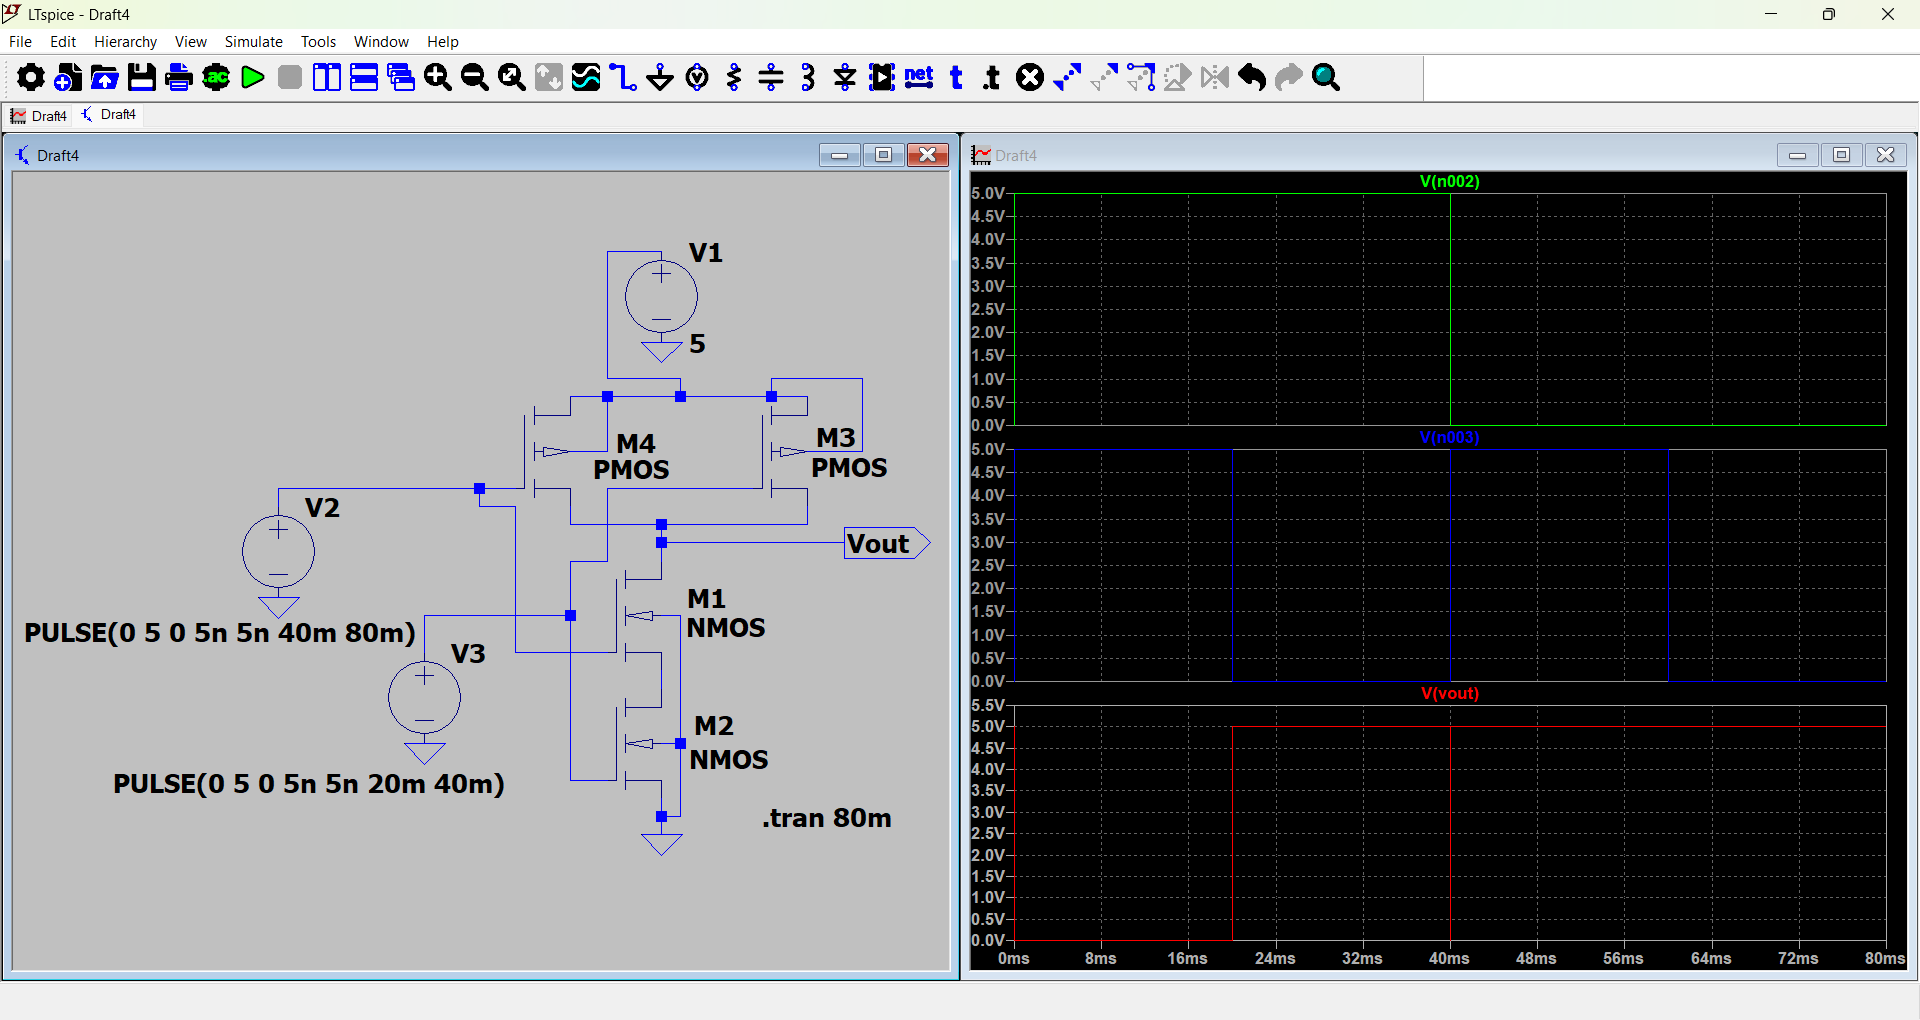 LTspice - Draft4
File Edit Hierarchy View Simulate Tools Window Help
.ac net t .t
Draft4 Draft4
Draft4
V1
5
M4
PMOS
M3
PMOS
V2
Vout
PULSE(0 5 0 5n 5n 40m 80m)
M1
NMOS
V3
M2
NMOS
PULSE(0 5 0 5n 5n 20m 40m)
.tran 80m
Draft4
V(n002)
5.0V
4.5V
4.0V
3.5V
3.0V
2.5V
2.0V
1.5V
1.0V
0.5V
0.0V
V(n003)
5.0V
4.5V
4.0V
3.5V
3.0V
2.5V
2.0V
1.5V
1.0V
0.5V
0.0V
V(vout)
5.5V
5.0V
4.5V
4.0V
3.5V
3.0V
2.5V
2.0V
1.5V
1.0V
0.5V
0.0V
0ms 8ms 16ms 24ms 32ms 40ms 48ms 56ms 64ms 72ms 80ms